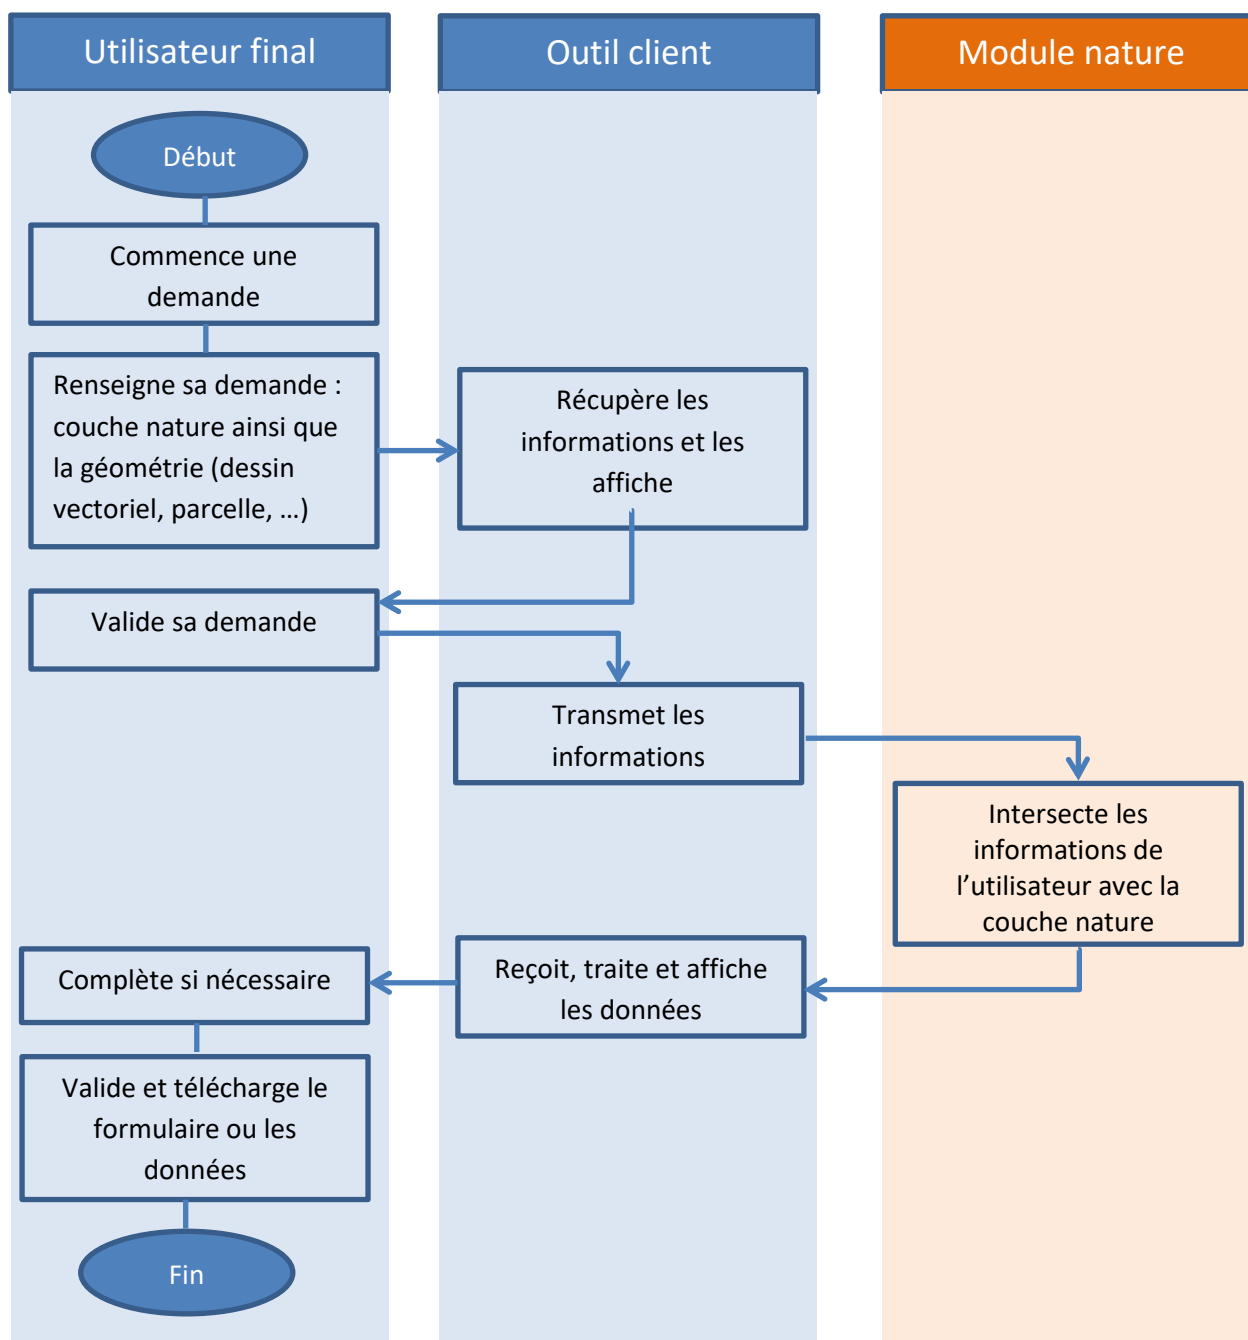 Utilisateur final
Outil client
Module nature
Début
Commence une
demande
Renseigne sa demande :
couche nature ainsi que
la géométrie (dessin
vectoriel, parcelle, …)
Récupère les
informations et les
affiche
Valide sa demande
Transmet les
informations
Intersecte les
informations de
l’utilisateur avec la
couche nature
Reçoit, traite et affiche
les données
Complète si nécessaire
Valide et télécharge le
formulaire ou les
données
Fin